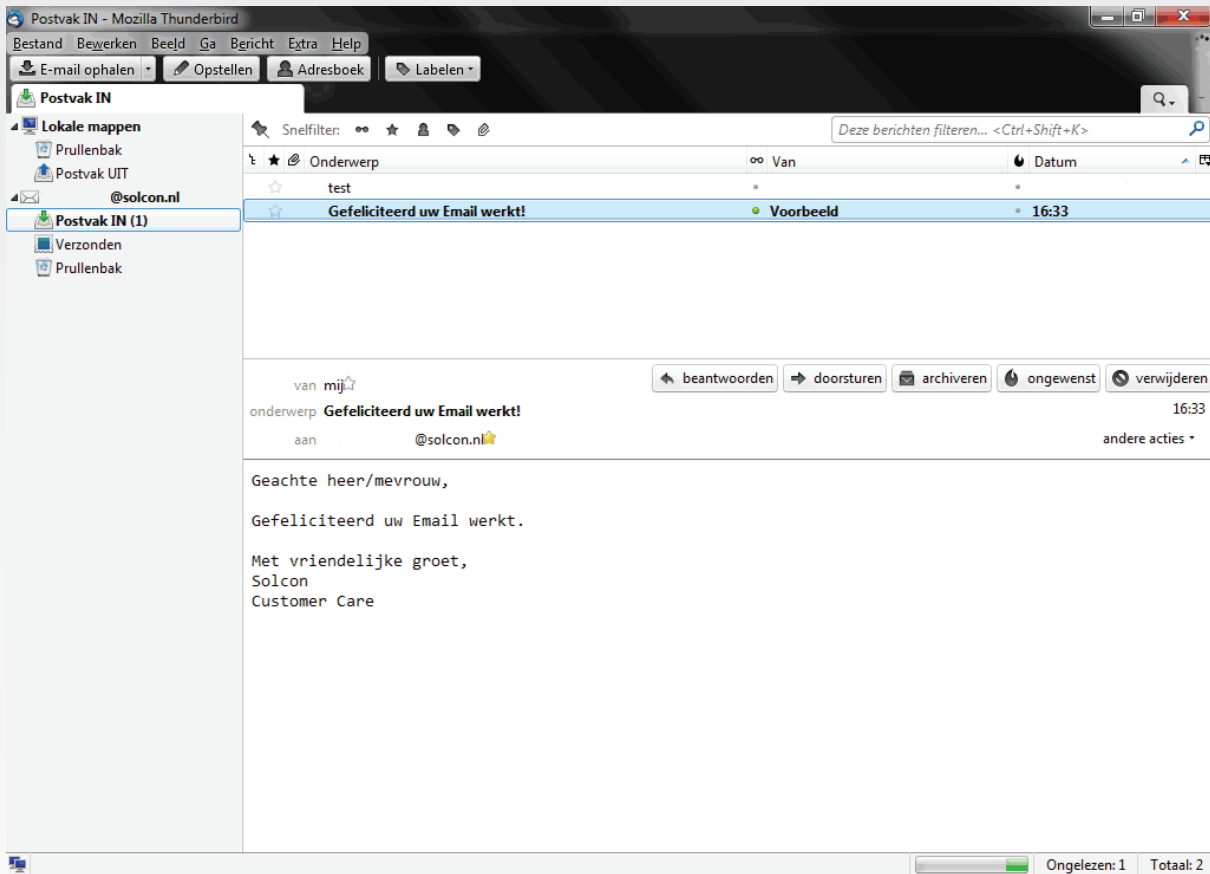 Postvak IN - Mozilla Thunderbird
Bestand Bewerken Beeld Ga Bericht Extra Help
E-mail ophalen Opstellen Adresboek Labelen
Postvak IN
Lokale mappen
Prullenbak
Postvak UIT
@solcon.nl
Postvak IN (1)
Verzonden
Prullenbak
Snelfilter: Deze berichten filteren... <Ctrl+Shift+K>
Onderwerp Van Datum
test
Gefeliciteerd uw Email werkt! Voorbeeld 16:33
van mij beantwoorden doorsturen archiveren ongewenst verwijderen
onderwerp Gefeliciteerd uw Email werkt! 16:33
aan @solcon.nl andere acties
Geachte heer/mevrouw,
Gefeliciteerd uw Email werkt.
Met vriendelijke groet,
Solcon
Customer Care
Ongelezen: 1 Totaal: 2